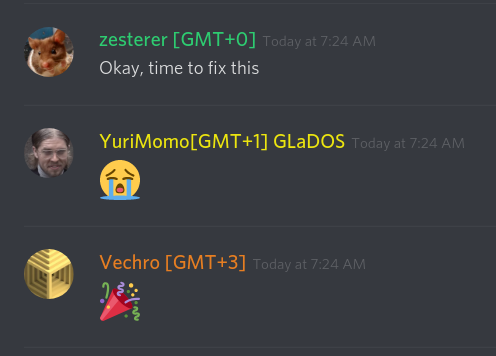 zesterer [GMT+0] Today at 7:24 AM
Okay, time to fix this
YuriMomo[GMT+1] GLaDOS Today at 7:24 AM
Vechro [GMT+3] Today at 7:24 AM